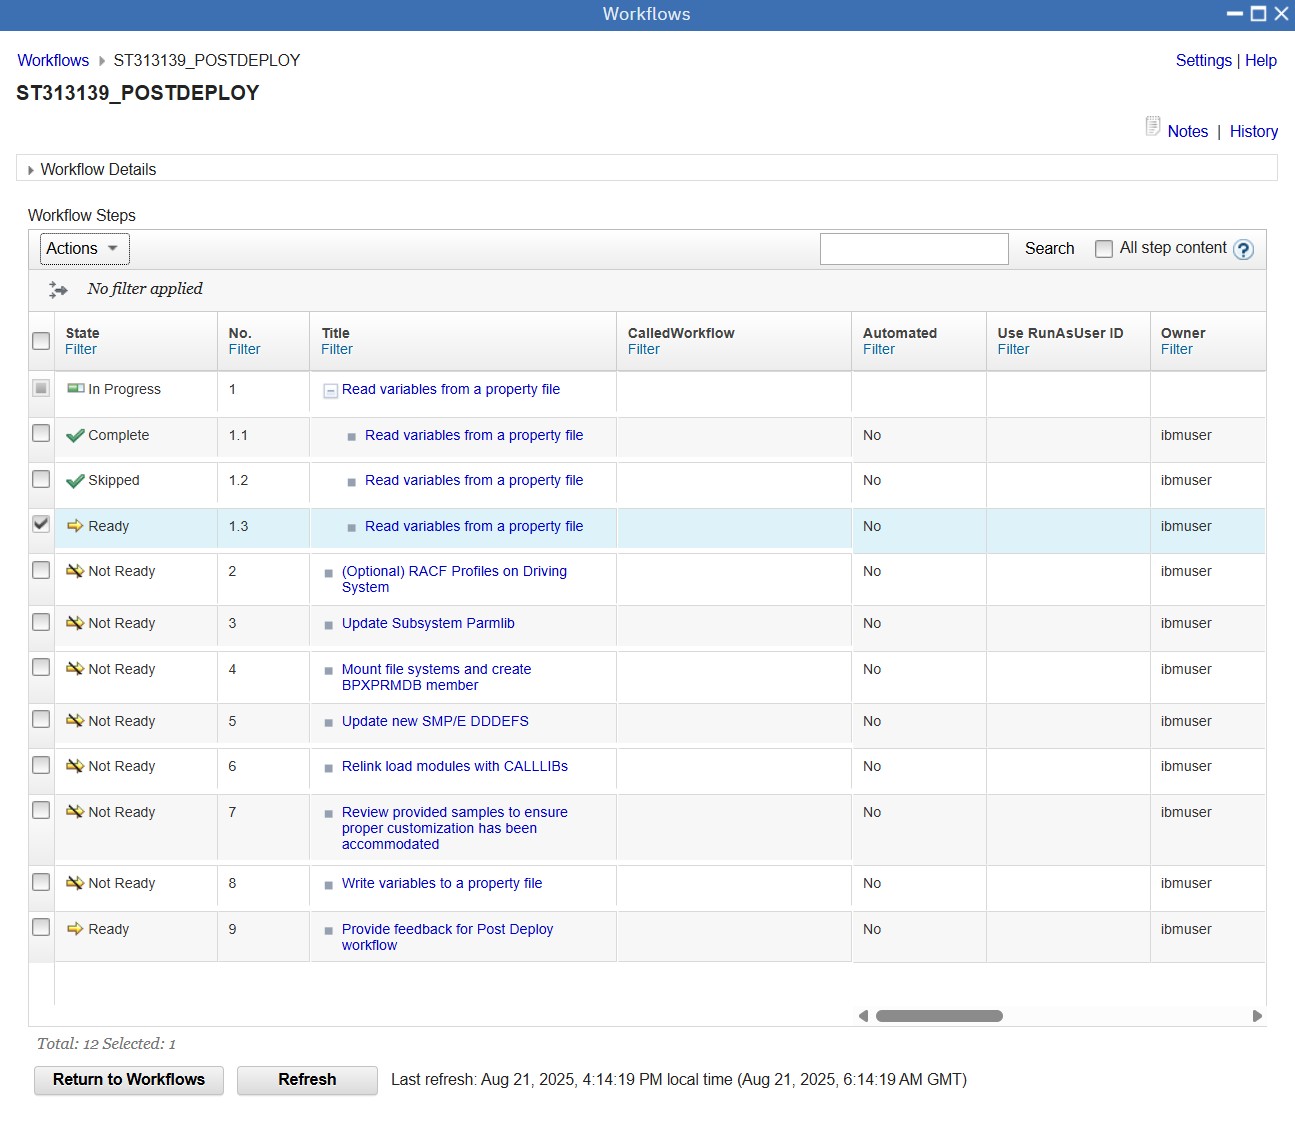 Workflows
Workflows ST313139_POSTDEPLOY Settings | Help
ST313139_POSTDEPLOY
Notes | History
Workflow Details
Workflow Steps
Actions Search All step content ?
No filter applied
State No. Title CalledWorkflow Automated Use RunAsUser ID Owner
Filter Filter Filter Filter Filter Filter Filter
In Progress 1 Read variables from a property file
Complete 1.1 Read variables from a property file No ibmuser
Skipped 1.2 Read variables from a property file No ibmuser
Ready 1.3 Read variables from a property file No ibmuser
Not Ready 2 (Optional) RACF Profiles on Driving No ibmuser
System
Not Ready 3 Update Subsystem Parmlib No ibmuser
Not Ready 4 Mount file systems and create No ibmuser
BPXPRMDB member
Not Ready 5 Update new SMP/E DDDEFS No ibmuser
Not Ready 6 Relink load modules with CALLLIBs No ibmuser
Not Ready 7 Review provided samples to ensure No ibmuser
proper customization has been
accommodated
Not Ready 8 Write variables to a property file No ibmuser
Ready 9 Provide feedback for Post Deploy No ibmuser
workflow
Total: 12 Selected: 1
Return to Workflows Refresh Last refresh: Aug 21, 2025, 4:14:19 PM local time (Aug 21, 2025, 6:14:19 AM GMT)